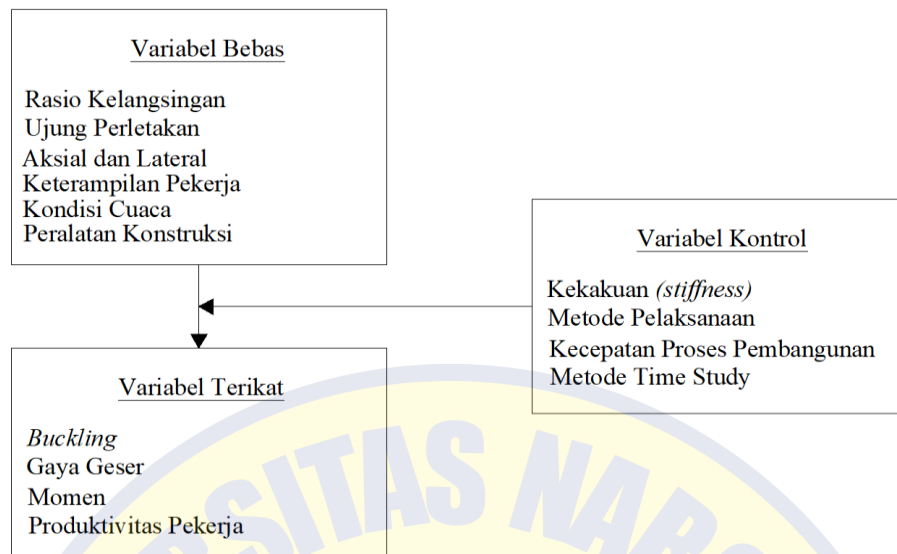 Variabel Bebas
Rasio Kelangsingan
Ujung Perletakan
Aksial dan Lateral
Keterampilan Pekerja
Kondisi Cuaca
Peralatan Konstruksi
Variabel Kontrol
Kekakuan (stiffness)
Metode Pelaksanaan
Kecepatan Proses Pembangunan
Metode Time Study
Variabel Terikat
Buckling
Gaya Geser
Momen
Produktivitas Pekerja